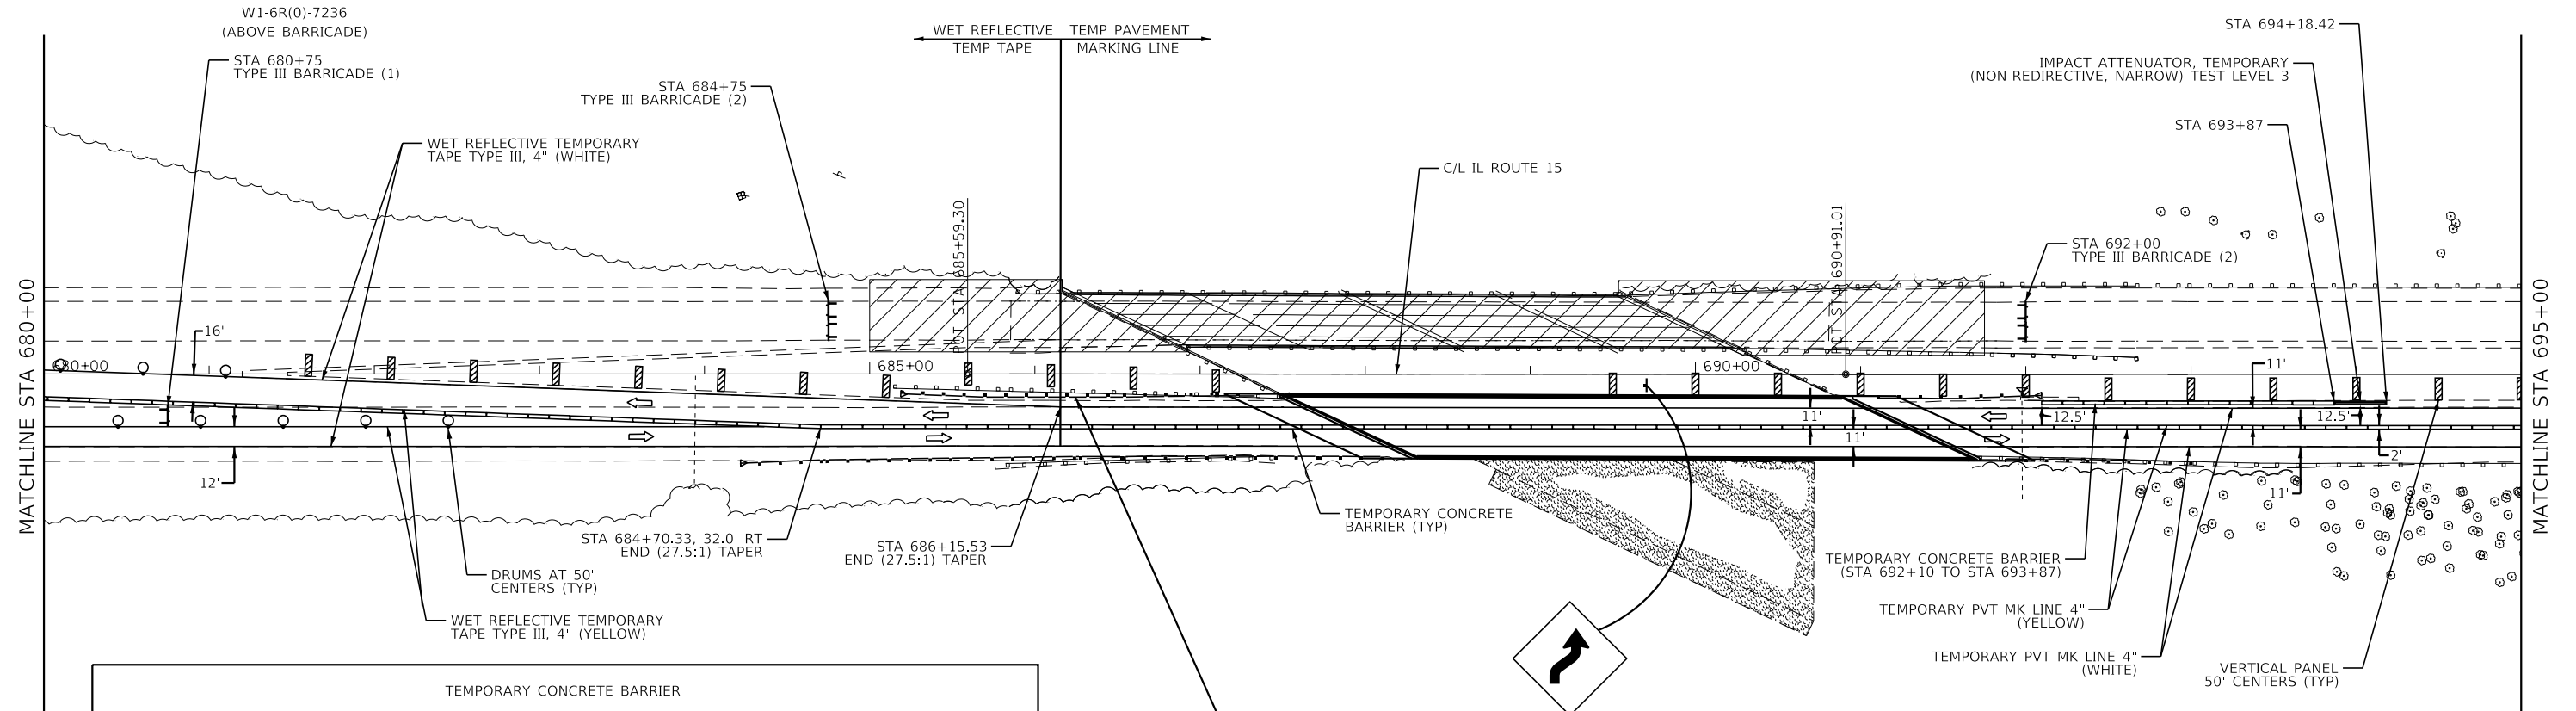 W1-6R(0)-7236
(ABOVE BARRICADE)
STA 680+75
TYPE III BARRICADE (1)
STA 684+75
TYPE III BARRICADE (2)
WET REFLECTIVE TEMPORARY
TAPE TYPE III, 4" (WHITE)
WET REFLECTIVE
TEMP TAPE
TEMP PAVEMENT
MARKING LINE
C/L IL ROUTE 15
STA 694+18.42
IMPACT ATTENUATOR, TEMPORARY
(NON-REDIRECTIVE, NARROW) TEST LEVEL 3
STA 693+87
STA 692+00
TYPE III BARRICADE (2)
POT STA 685+59.30
POT STA 690+91.01
MATCHLINE STA 680+00
MATCHLINE STA 695+00
16'
680+00
685+00
690+00
11'
12.5'
12.5'
11'
11'
2'
11'
12'
STA 684+70.33, 32.0' RT
END (27.5:1) TAPER
STA 686+15.53
END (27.5:1) TAPER
TEMPORARY CONCRETE
BARRIER (TYP)
DRUMS AT 50'
CENTERS (TYP)
WET REFLECTIVE TEMPORARY
TAPE TYPE III, 4" (YELLOW)
TEMPORARY CONCRETE BARRIER
(STA 692+10 TO STA 693+87)
TEMPORARY PVT MK LINE 4"
(YELLOW)
TEMPORARY PVT MK LINE 4"
(WHITE)
VERTICAL PANEL
50' CENTERS (TYP)
TEMPORARY CONCRETE BARRIER